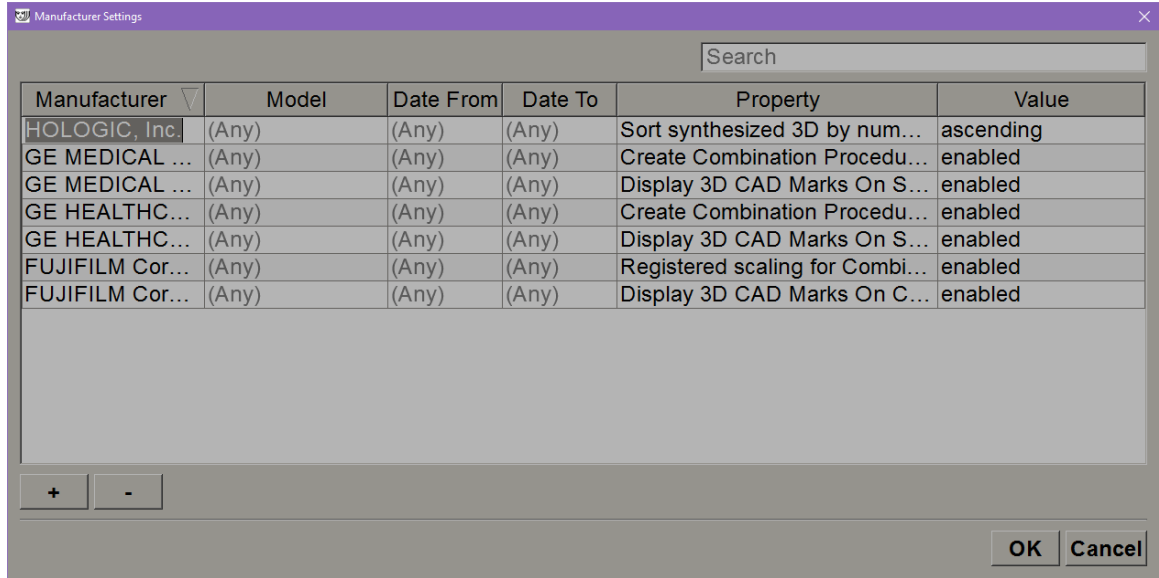 Manufacturer Settings
Search
Manufacturer Model Date From Date To Property Value
HOLOGIC, Inc. (Any) (Any) (Any) Sort synthesized 3D by num... ascending
GE MEDICAL ... (Any) (Any) (Any) Create Combination Procedu... enabled
GE MEDICAL ... (Any) (Any) (Any) Display 3D CAD Marks On S... enabled
GE HEALTHC... (Any) (Any) (Any) Create Combination Procedu... enabled
GE HEALTHC... (Any) (Any) (Any) Display 3D CAD Marks On S... enabled
FUJIFILM Cor... (Any) (Any) (Any) Registered scaling for Combi... enabled
FUJIFILM Cor... (Any) (Any) (Any) Display 3D CAD Marks On C... enabled
+ -
OK Cancel